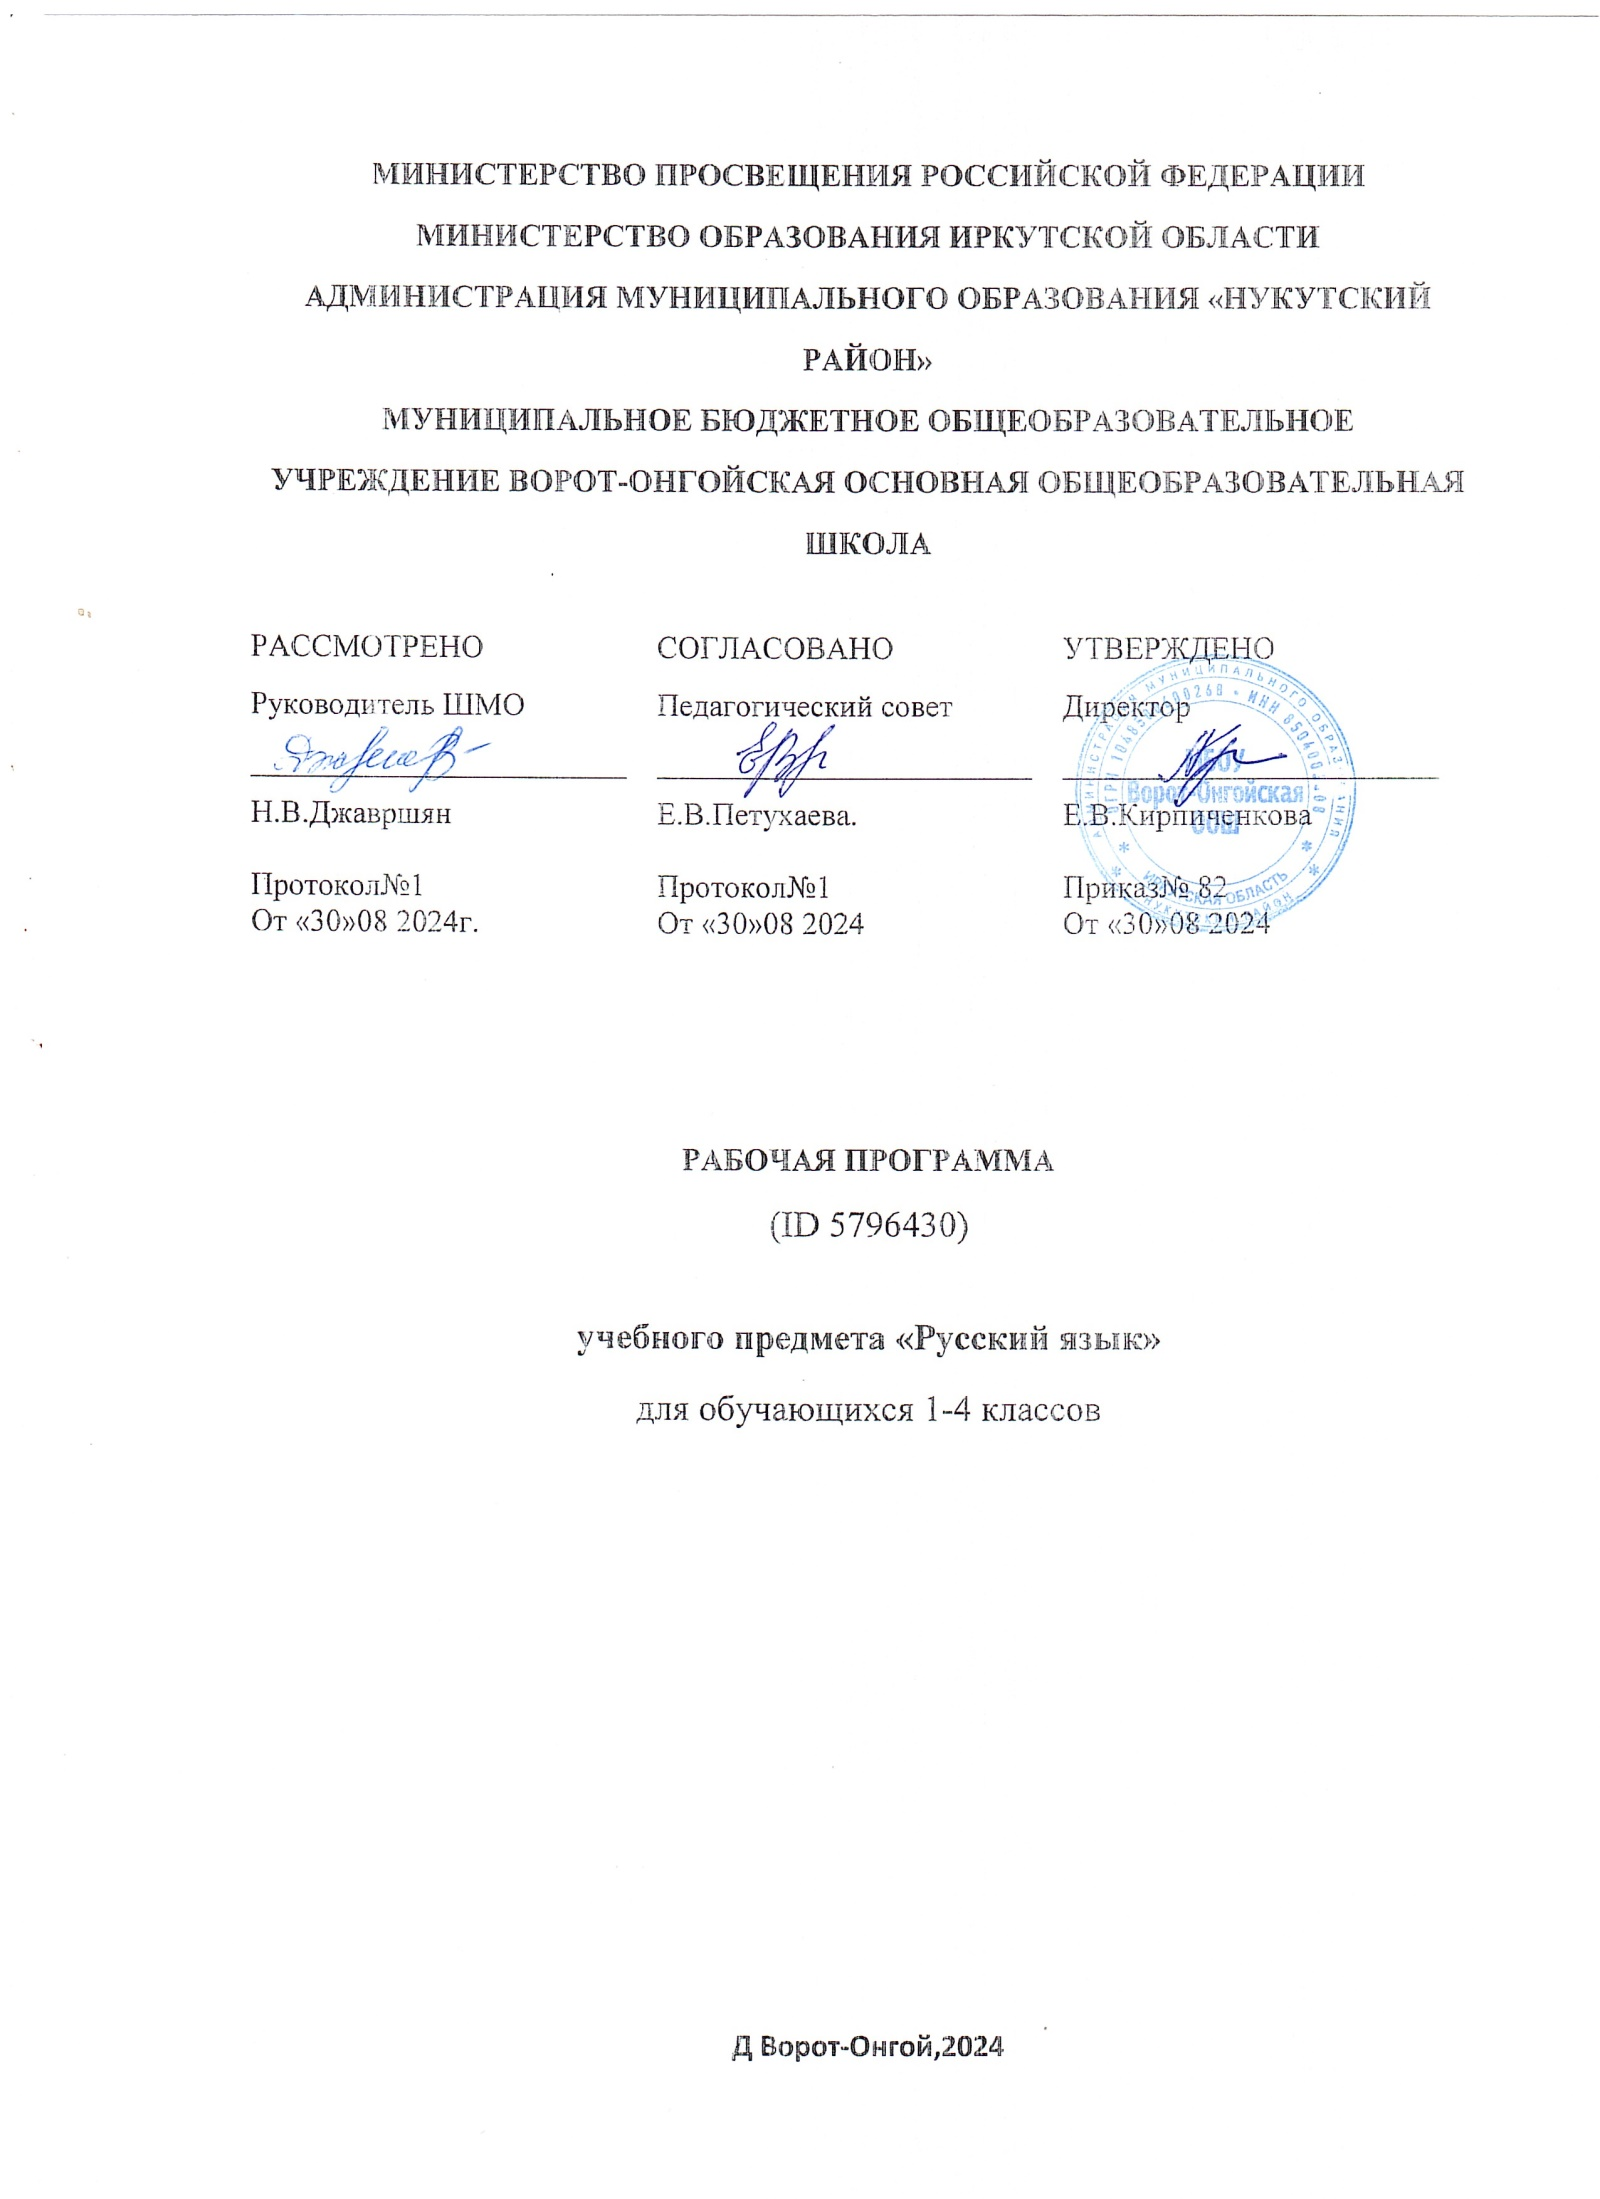 МИНИСТЕРСТВО ПРОСВЕЩЕНИЯ РОССИЙСКОЙ ФЕДЕРАЦИИ
МИНИСТЕРСТВО ОБРАЗОВАНИЯ ИРКУТСКОЙ ОБЛАСТИ
АДМИНИСТРАЦИЯ МУНИЦИПАЛЬНОГО ОБРАЗОВАНИЯ «НУКУТСКИЙ
РАЙОН»
МУНИЦИПАЛЬНОЕ БЮДЖЕТНОЕ ОБЩЕОБРАЗОВАТЕЛЬНОЕ
УЧРЕЖДЕНИЕ ВОРОТ-ОНГОЙСКАЯ ОСНОВНАЯ ОБЩЕОБРАЗОВАТЕЛЬНАЯ
ШКОЛА
РАССМОТРЕНО
Руководитель ШМО
Н.В.Джавршян
Протокол№1
От «30»08 2024г.
СОГЛАСОВАНО
Педагогический совет
Е.В.Петухаева.
Протокол№1
От «30»08 2024
УТВЕРЖДЕНО
Директор
Е.В.Кирпиченкова
Приказ№ 82
От «30»08 2024
Ворот-Онгойская
ООШ
РАБОЧАЯ ПРОГРАММА
(ID 5796430)
учебного предмета «Русский язык»
для обучающихся 1-4 классов
Д Ворот-Онгой,2024